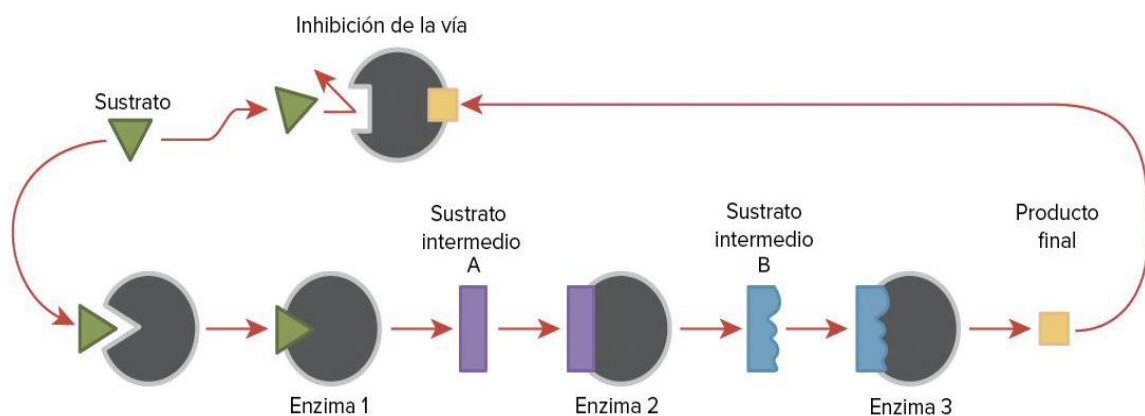 Inhibición de la vía
Sustrato
Sustrato
intermedio
A
Sustrato
intermedio
B
Producto
final
Enzima 1
Enzima 2
Enzima 3